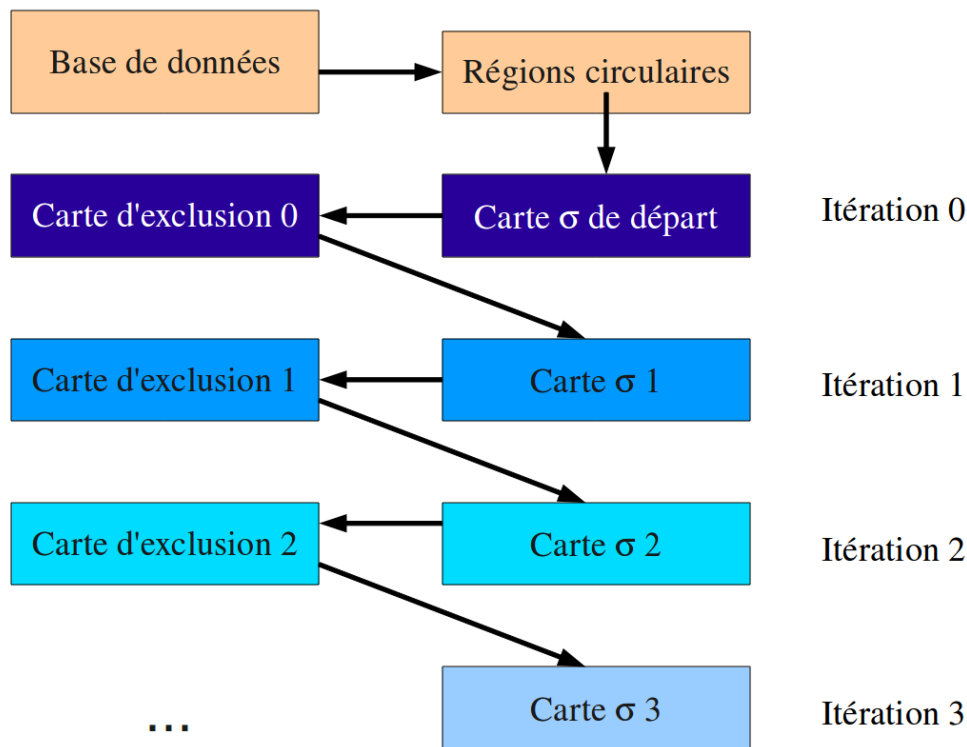 Base de données
Régions circulaires
Carte d'exclusion 0
Carte σ de départ
Itération 0
Carte d'exclusion 1
Carte σ 1
Itération 1
Carte d'exclusion 2
Carte σ 2
Itération 2
...
Carte σ 3
Itération 3